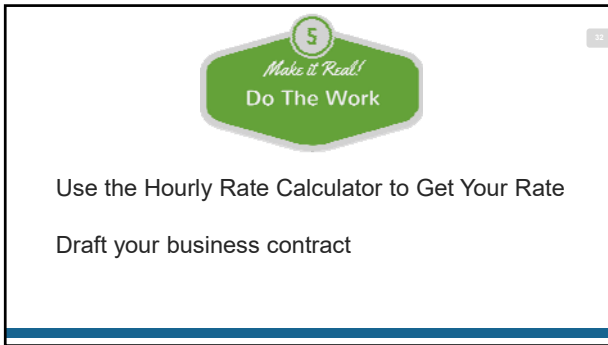 5
32
Make it Real!
Do The Work
Use the Hourly Rate Calculator to Get Your Rate
Draft your business contract